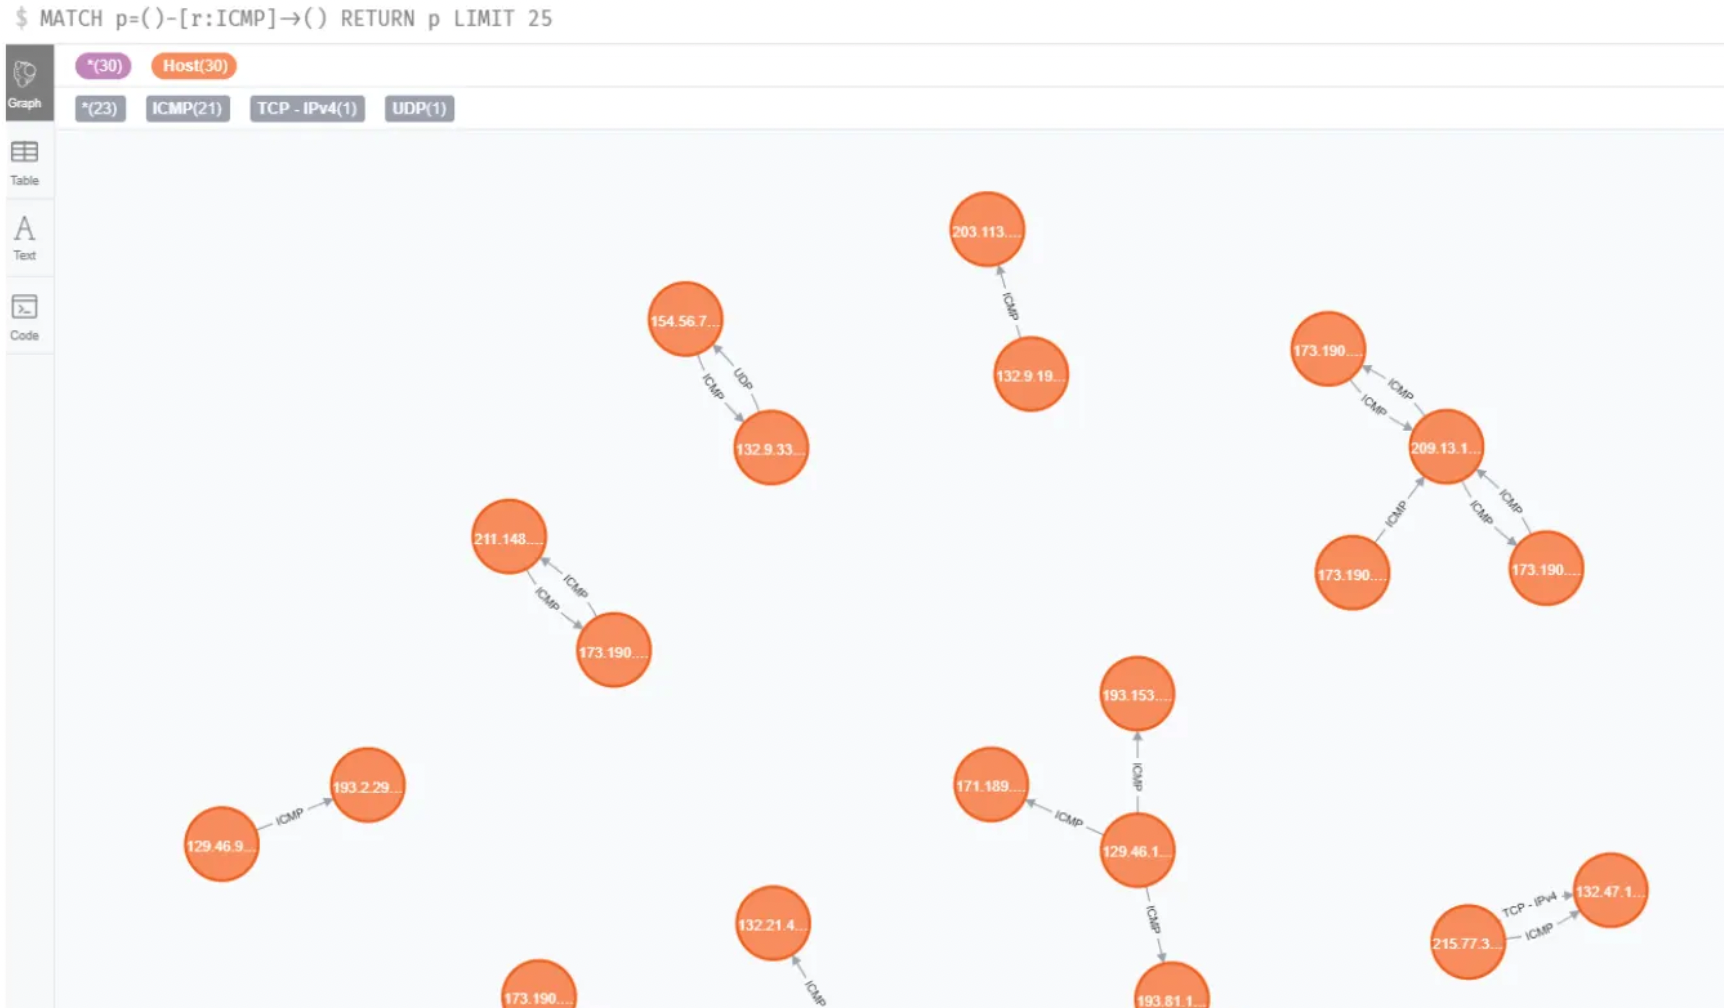 $ MATCH p=()-[r:ICMP]→() RETURN p LIMIT 25
*(30) Host(30)
Graph
*(23) ICMP(21) TCP - IPv4(1) UDP(1)
Table
Text
Code
203.113....
ICMP
132.9.19...
154.56.7...
UDP
ICMP
132.9.33...
173.190....
ICMP
ICMP
209.13.1...
ICMP
ICMP
ICMP
173.190....
173.190....
211.148....
ICMP
ICMP
173.190....
193.153....
ICMP
171.189....
ICMP
129.46.1...
ICMP
193.81.1...
193.2.29...
ICMP
129.46.9...
132.21.4...
ICMP
173.190....
132.47.1...
TCP - IPv4
ICMP
215.77.3...